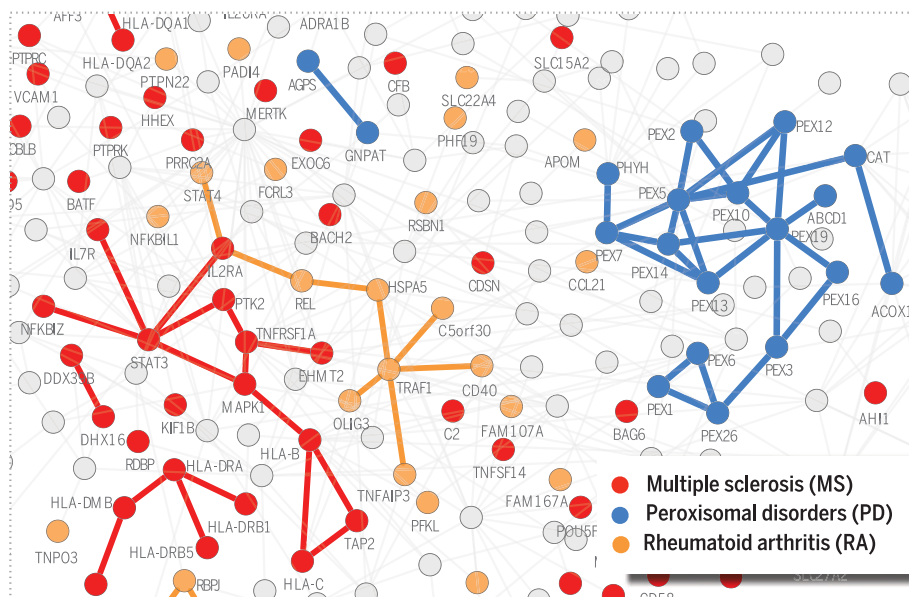 HLA-DQA1
ADRA1B
PTPRC
HLA-DQA2
PTPN22
PADI4
AGPS
GNPAT
CFB
SLC15A2
VCAM1
HHEX
MERTK
SLC22A4
PEX2
PEX12
CBLB
PTPRK
PRRC2A
EXOC6
PHF19
APOM
PHYH
CAT
STAT4
FCRL3
PEX5
BATF
PEX10
ABCD1
NFKBIL1
BACH2
RSBN1
PEX19
IL7R
IL2RA
CCL21
PEX7
PEX14
REL
HSPA5
CDSN
PEX13
PEX16
NFKBIZ
PTK2
C5orf30
ACOX1
TNFRSF1A
STAT3
EHMT2
TRAF1
CD40
PEX6
PEX3
DDX39B
MAPK1
OLIG3
PEX1
AHI1
DHX16
KIF1B
C2
FAM107A
BAG6
PEX26
RDBP
HLA-DRA
HLA-B
TNFSF14
HLA-DMB
TNFAIP3
FAM167A
HLA-DRB1
PFKL
TNPO3
HLA-DRB5
TAP2
HLA-C
RBPJ
Multiple sclerosis (MS)
Peroxisomal disorders (PD)
Rheumatoid arthritis (RA)